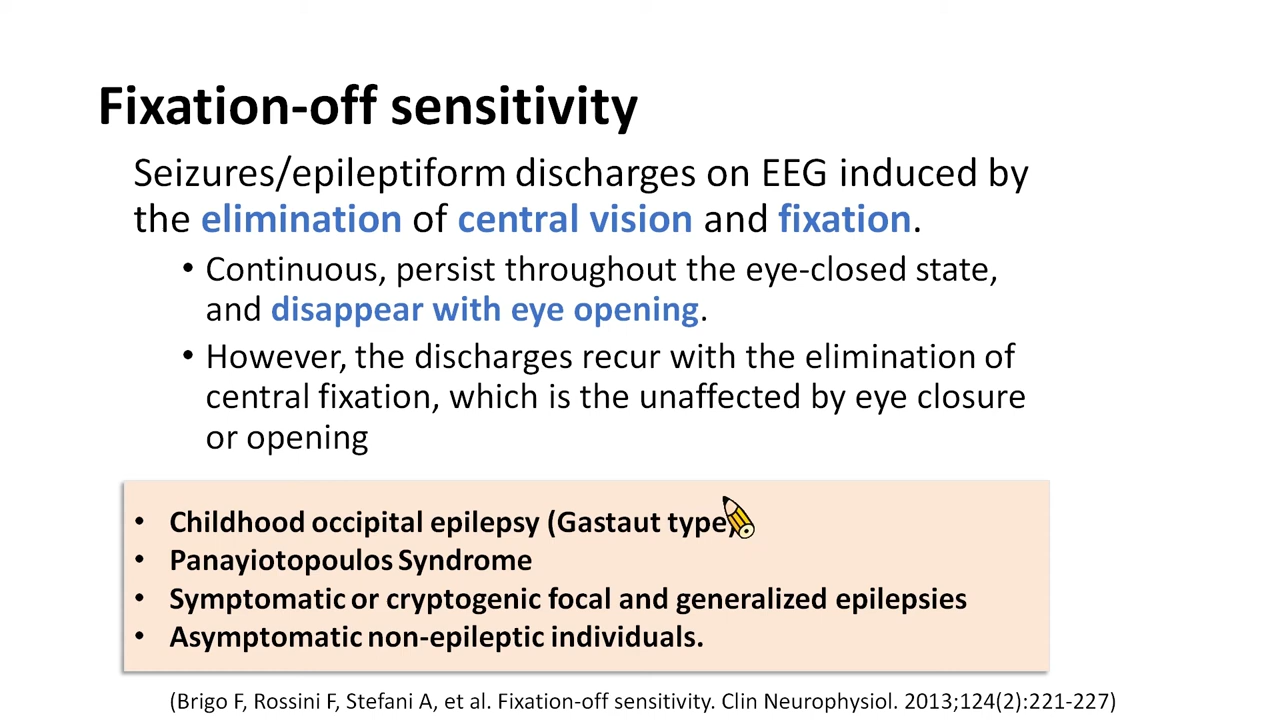 Fixation-off sensitivity
Seizures/epileptiform discharges on EEG induced by
the elimination of central vision and fixation.
• Continuous, persist throughout the eye-closed state,
and disappear with eye opening.
• However, the discharges recur with the elimination of
central fixation, which is the unaffected by eye closure
or opening
• Childhood occipital epilepsy (Gastaut type)
• Panayiotopoulos Syndrome
• Symptomatic or cryptogenic focal and generalized epilepsies
• Asymptomatic non-epileptic individuals.
(Brigo F, Rossini F, Stefani A, et al. Fixation-off sensitivity. Clin Neurophysiol. 2013;124(2):221-227)